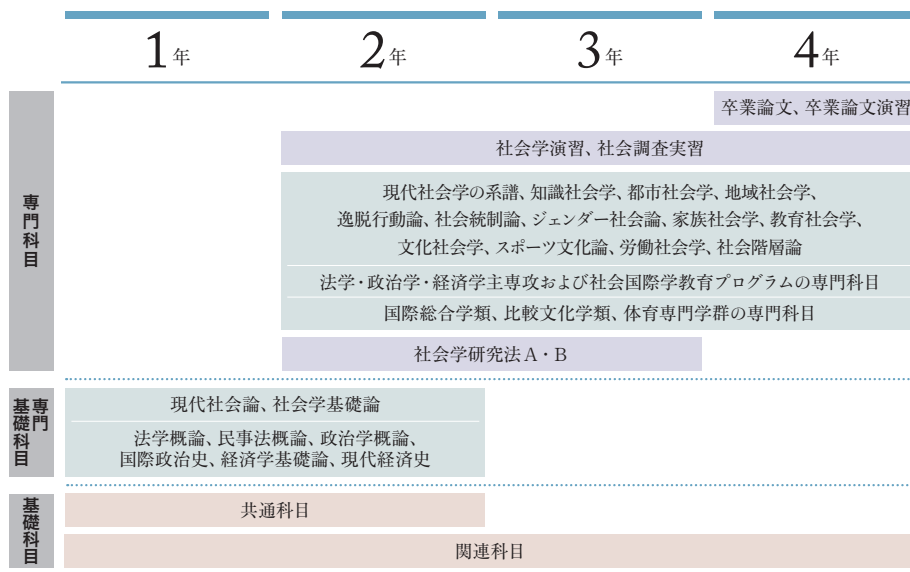 1年
2年
3年
4年
専門科目
卒業論文、卒業論文演習
社会学演習、社会調査実習
現代社会学の系譜、知識社会学、都市社会学、地域社会学、
逸脱行動論、社会統制論、ジェンダー社会論、家族社会学、教育社会学、
文化社会学、スポーツ文化論、労働社会学、社会階層論
法学・政治学・経済学主専攻および社会国際学教育プログラムの専門科目
国際総合学類、比較文化学類、体育専門学群の専門科目
社会学研究法A・B
専門
基礎科目
現代社会論、社会学基礎論
法学概論、民事法概論、政治学概論、
国際政治史、経済学基礎論、現代経済史
基礎科目
共通科目
関連科目